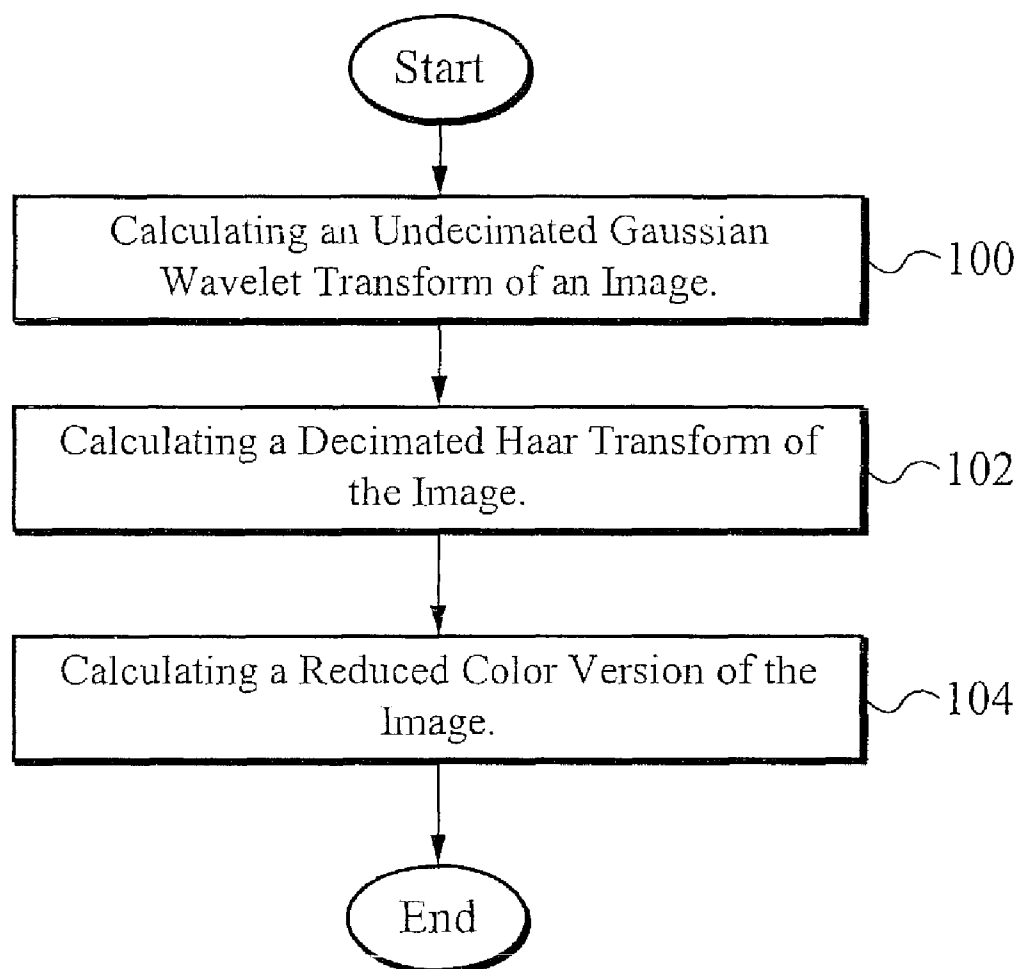 Start
Calculating an Undecimated Gaussian
Wavelet Transform of an Image.
100
Calculating a Decimated Haar Transform of
the Image.
102
Calculating a Reduced Color Version of the
Image.
104
End